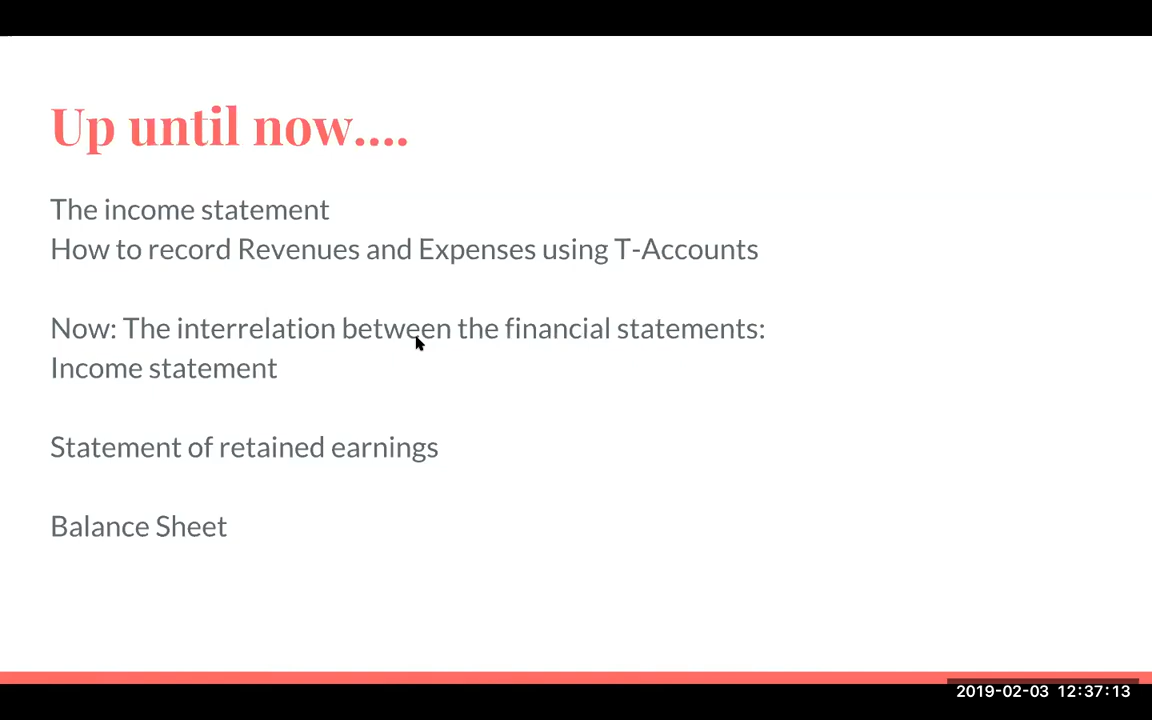 Up until now....
The income statement
How to record Revenues and Expenses using T-Accounts
Now: The interrelation between the financial statements:
Income statement
Statement of retained earnings
Balance Sheet
2019-02-03 12:37:13